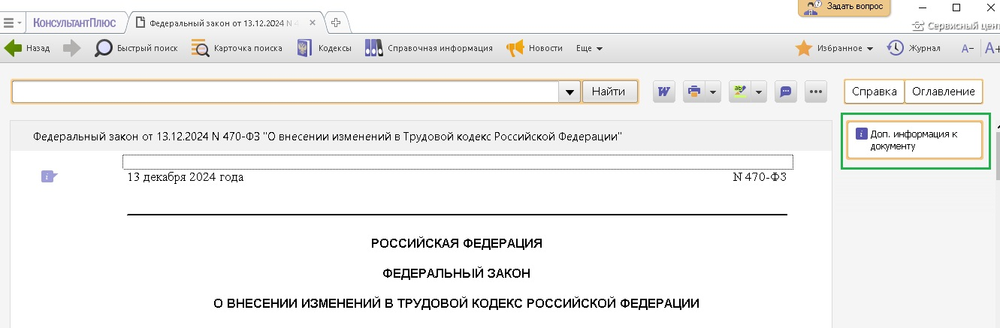 Задать вопрос
КонсультантПлюс
Федеральный закон от 13.12.2024 N 4
Сервисный цен
Назад
Быстрый поиск
Карточка поиска
Кодексы
Справочная информация
Новости
Еще
Избранное
Журнал
A−
A+
Найти
W
Справка
Оглавление
Федеральный закон от 13.12.2024 N 470-ФЗ "О внесении изменений в Трудовой кодекс Российской Федерации"
i Доп. информация к
документу
i
13 декабря 2024 года
N 470-ФЗ
РОССИЙСКАЯ ФЕДЕРАЦИЯ
ФЕДЕРАЛЬНЫЙ ЗАКОН
О ВНЕСЕНИИ ИЗМЕНЕНИЙ В ТРУДОВОЙ КОДЕКС РОССИЙСКОЙ ФЕДЕРАЦИИ